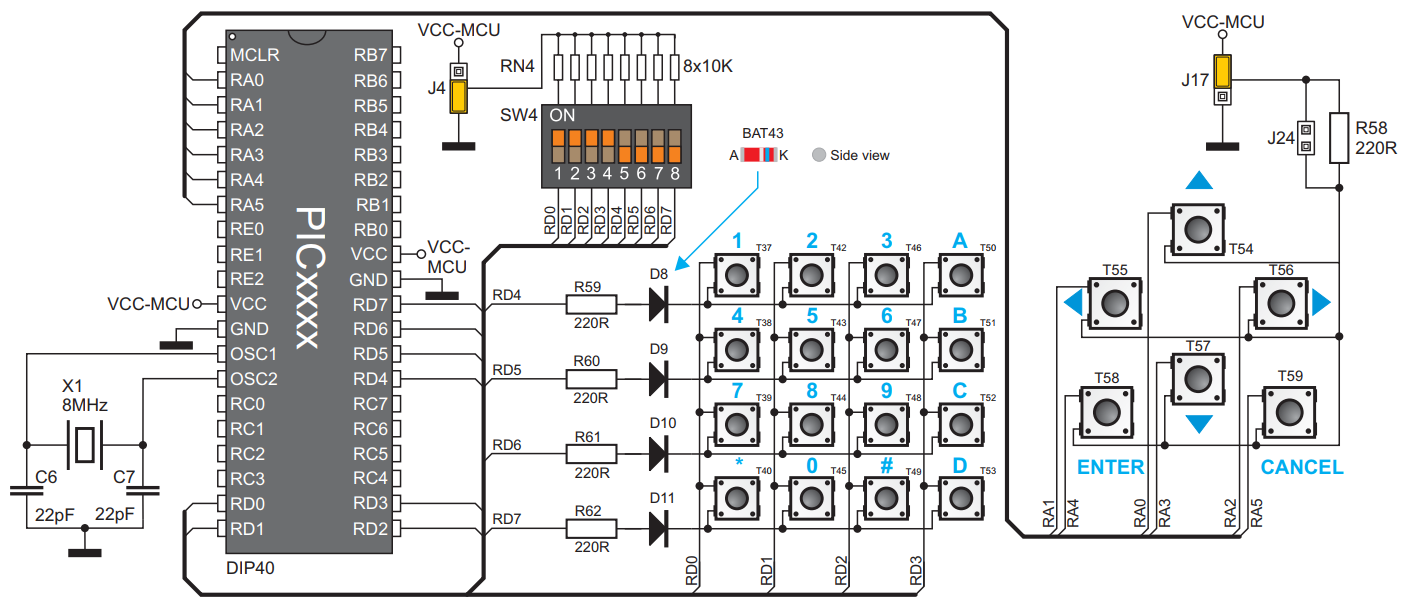 VCC-MCU
VCC-MCU
MCLR RB7
RA0 RB6
RA1 RB5
RA2 RB4
RA3 RB3
RA4 RB2
RA5 RB1
RE0 RB0
RE1 VCC
RE2 GND
VCC RD7
GND RD6
OSC1 RD5
OSC2 RD4
RC0 RC7
RC1 RC6
RC2 RC5
RC3 RC4
RD0 RD3
RD1 RD2
PICxxxx
DIP40
VCC-MCU
VCC-
MCU
X1
8MHz
C6 C7
22pF 22pF
J4
RN4 8x10K
SW4
ON
1 2 3 4 5 6 7 8
RD0 RD1 RD2 RD3 RD4 RD5 RD6 RD7
BAT43
A K Side view
RD4 R59 220R D8
RD5 R60 220R D9
RD6 R61 220R D10
RD7 R62 220R D11
1 T37 2 T42 3 T46 A T50
4 T38 5 T43 6 T47 B T51
7 T39 8 T44 9 T48 C T52
* T40 0 T45 # T49 D T53
RD0 RD1 RD2 RD3
J17
J24
R58
220R
T54
T55 T56
T57
T58 T59
ENTER CANCEL
RA1 RA4 RA0 RA3 RA2 RA5